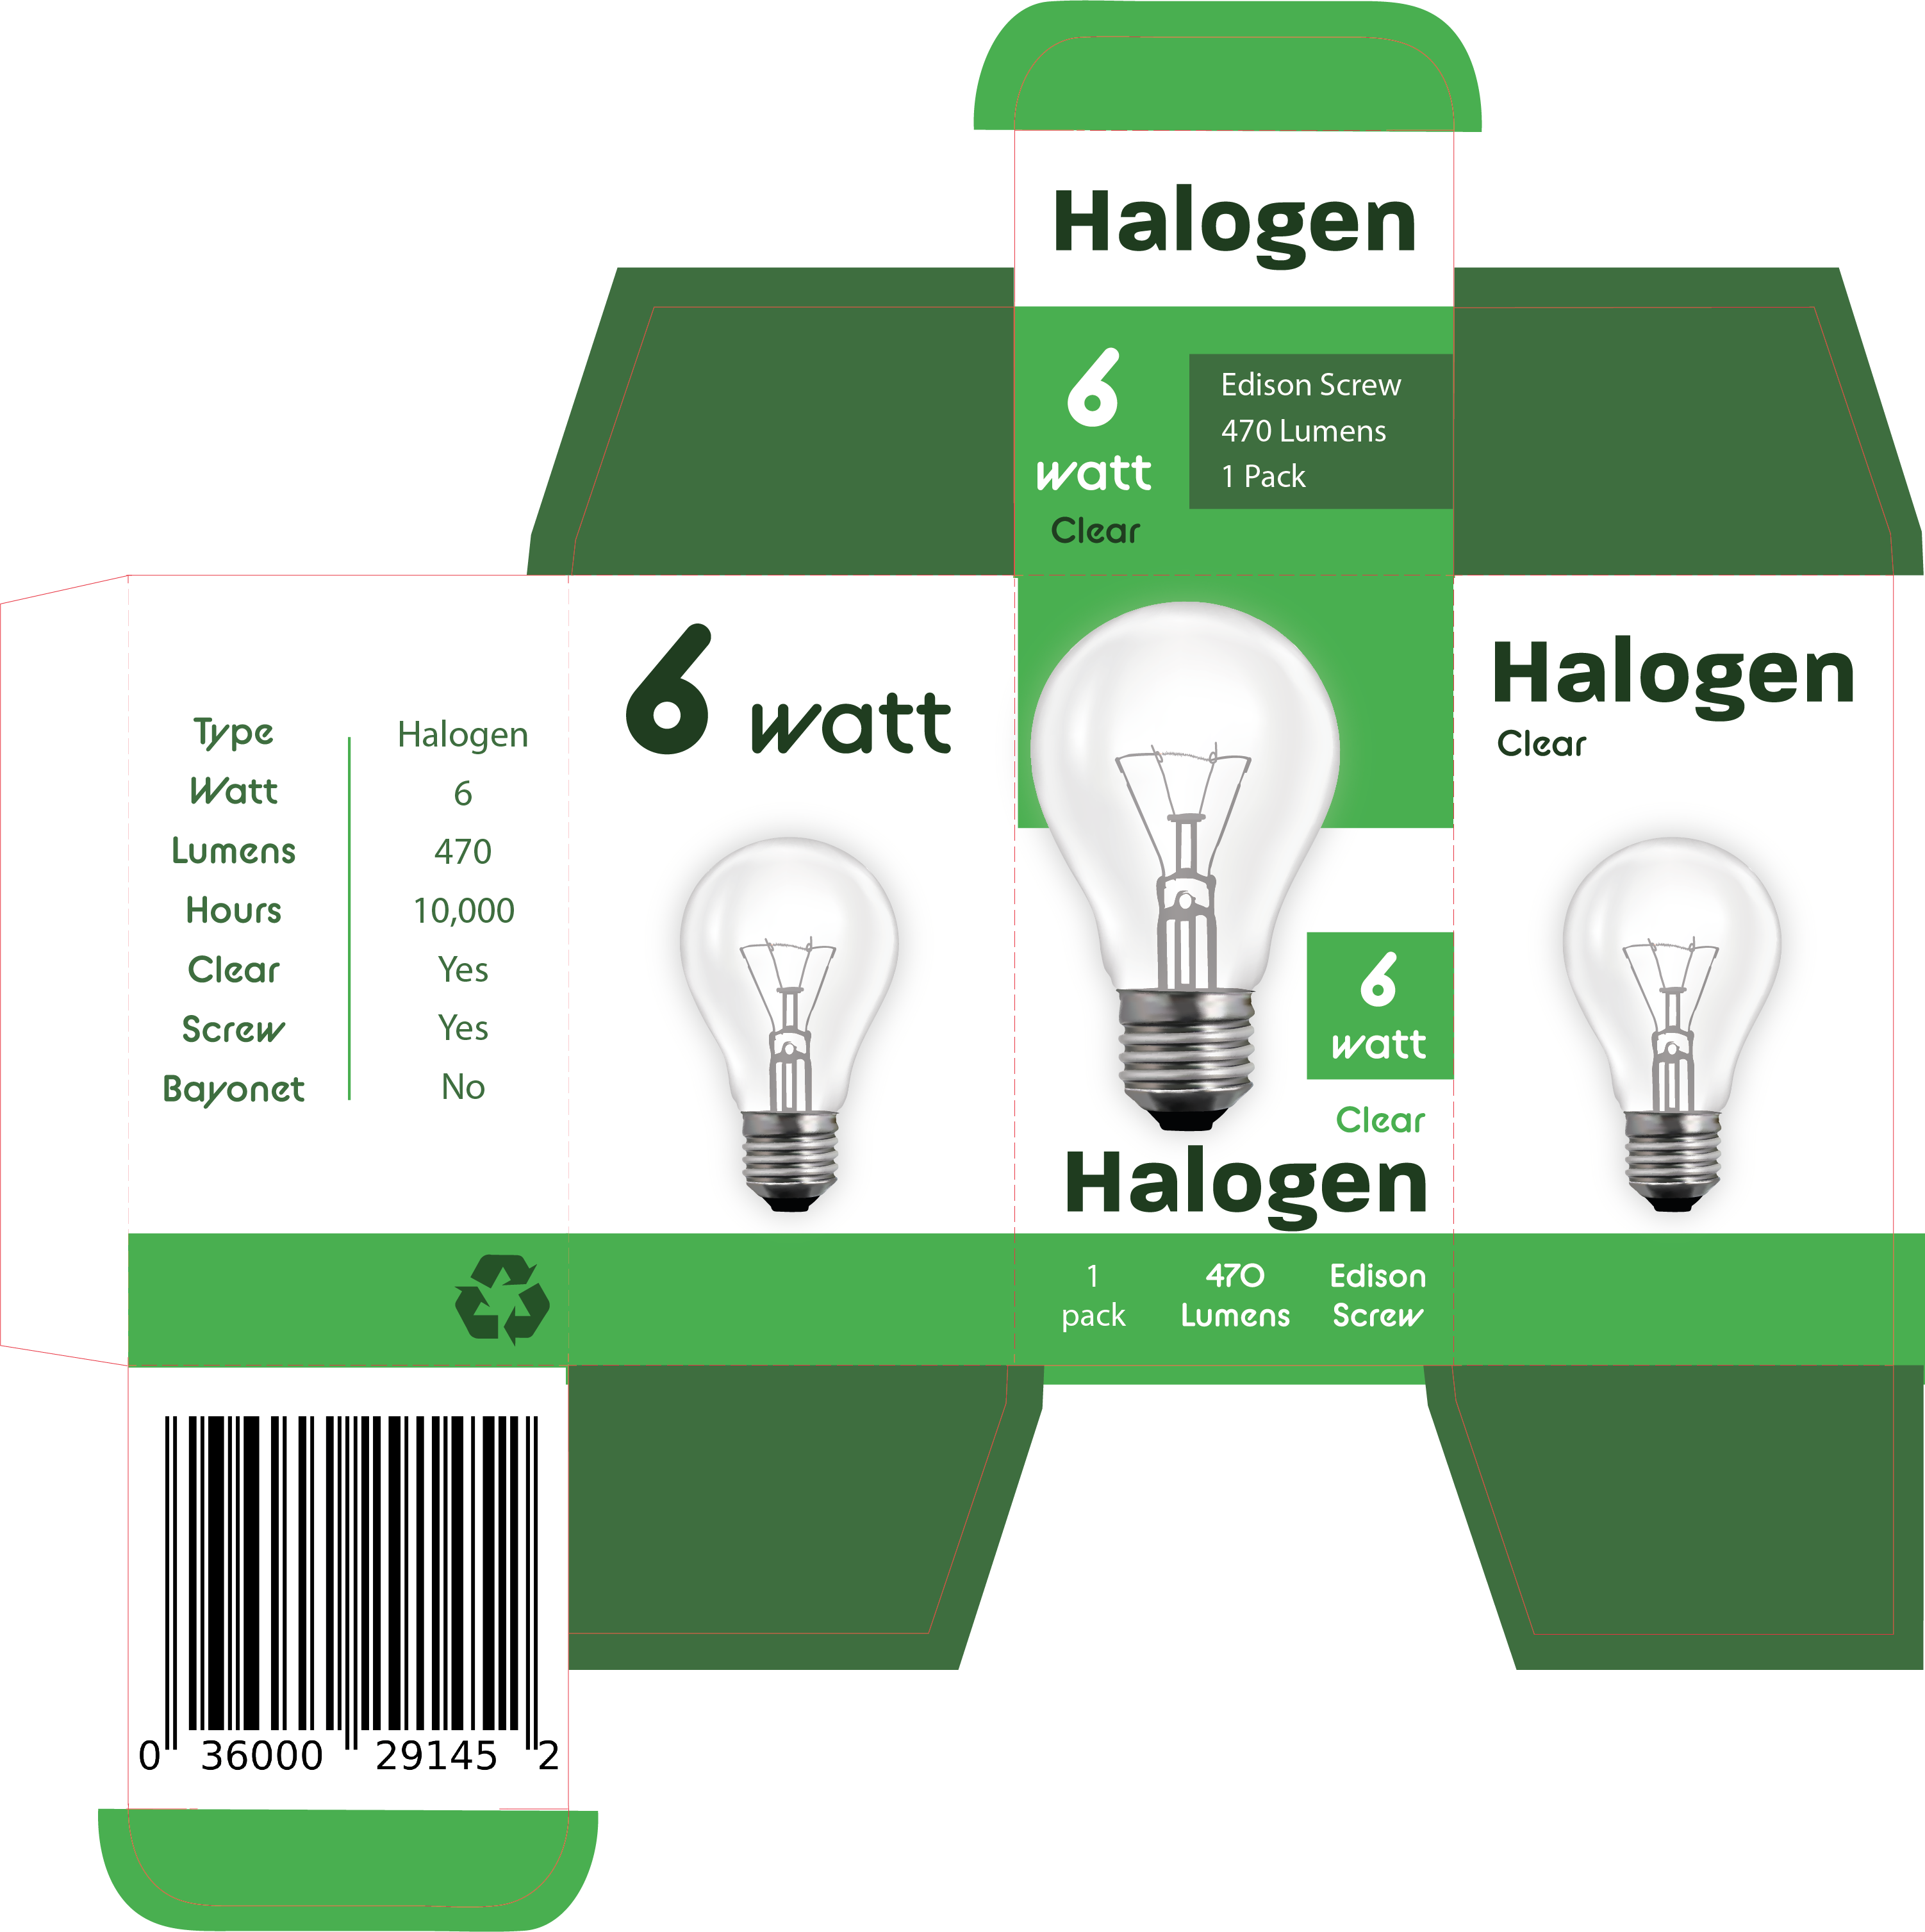 Halogen
6
watt
Clear
Edison Screw
470 Lumens
1 Pack
Type Halogen
Watt 6
Lumens 470
Hours 10,000
Clear Yes
Screw Yes
Bayonet No
6 watt
6
watt
Clear
Halogen
1
pack
470
Lumens
Edison
Screw
Halogen
Clear
0 36000 29145 2